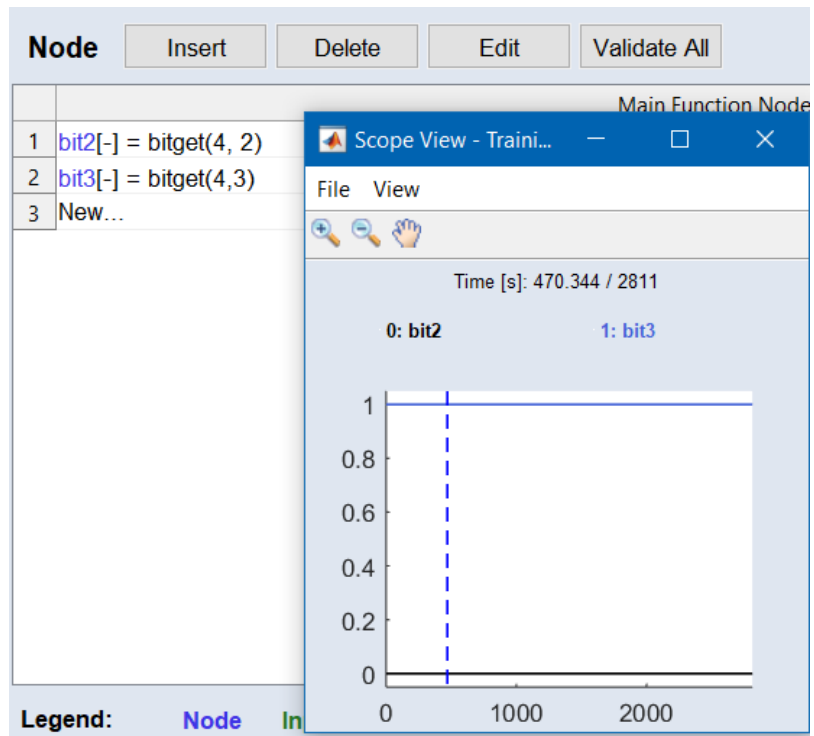 Node Insert Delete Edit Validate All
Main Function Node
1 bit2[-] = bitget(4, 2)
2 bit3[-] = bitget(4,3)
3 New...
Scope View - Traini...
File View
Time [s]: 470.344 / 2811
0: bit2 1: bit3
1
0.8
0.6
0.4
0.2
0
0 1000 2000
Legend: Node In